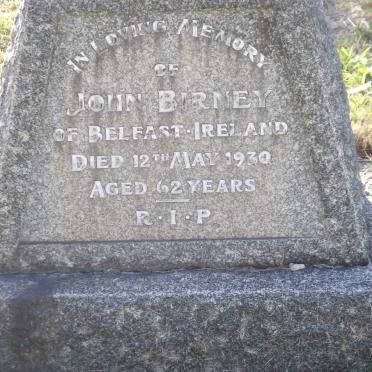 In Loving Memory
of
John Birney
of Belfast·Ireland
Died 12th May 1930
Aged 62 years
R·I·P